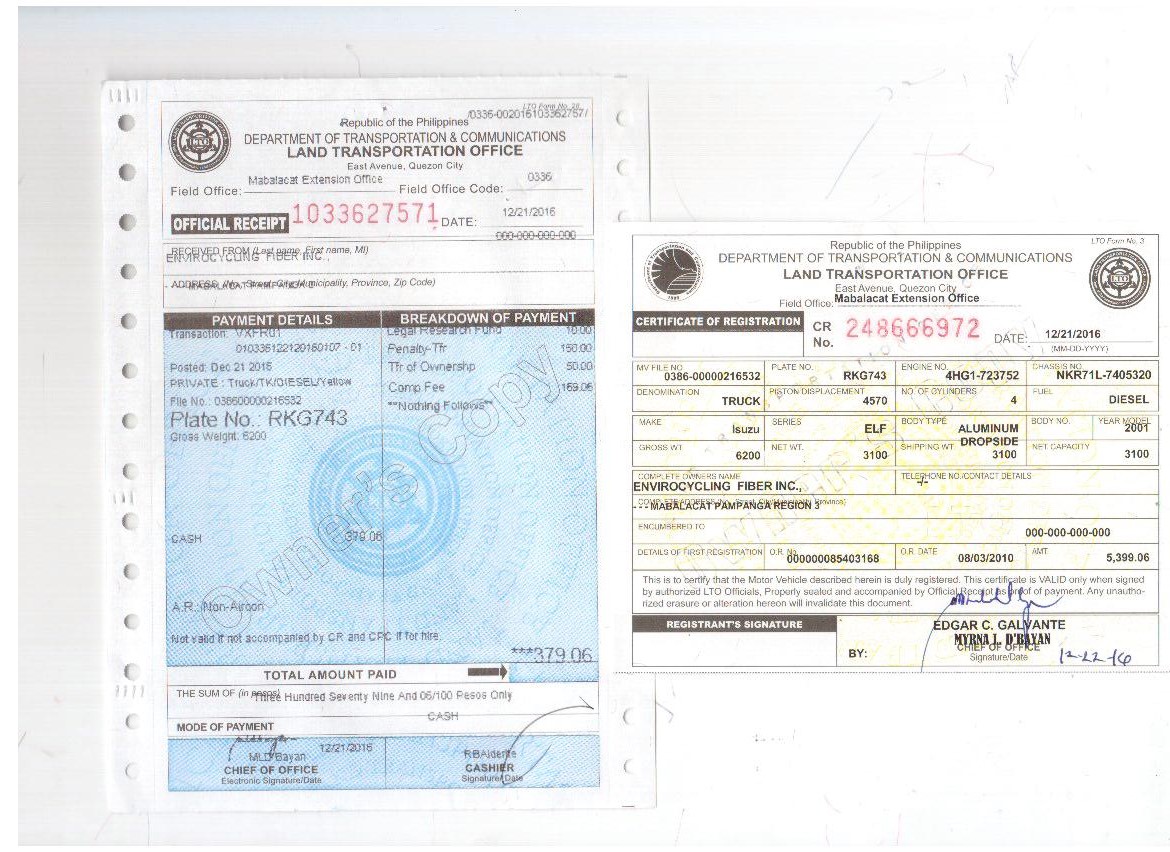 LTO Form No. 28
Republic of the Philippines
DEPARTMENT OF TRANSPORTATION & COMMUNICATIONS
LAND TRANSPORTATION OFFICE
East Avenue, Quezon City
Field Office: Mabalacat Extension Office Field Office Code: 0336
OFFICIAL RECEIPT 1033627571 DATE: 12/21/2016
000-000-000-000
RECEIVED FROM (Last name, First name, MI)
ENVIROCYCLING FIBER INC.,
ADDRESS (No., Street, City/Municipality, Province, Zip Code)
PAYMENT DETAILS
Transaction:
Posted: Dec 21 2016
PRIVATE : Truck/TK/DIESEL/Yellow
File No.: 038600000216532
Plate No.: RKG743
Gross Weight: 6200
CASH 379.06
A.R.: Non-Aircon
Not valid if not accompanied by CR and CPC if for hire.
BREAKDOWN OF PAYMENT
Legal Research Fund 10.00
Penalty-Tfr 150.00
Tfr of Ownership 50.00
Comp Fee 169.06
**Nothing Follows**
Owner's Copy
***379.06
TOTAL AMOUNT PAID
THE SUM OF (in pesos) Three Hundred Seventy Nine And 06/100 Pesos Only
CASH
MODE OF PAYMENT
12/21/2016
MLD'Bayan
CHIEF OF OFFICE
Electronic Signature/Date
RBAlderite
CASHIER
Signature/Date
LTO Form No. 3
Republic of the Philippines
DEPARTMENT OF TRANSPORTATION & COMMUNICATIONS
LAND TRANSPORTATION OFFICE
East Avenue, Quezon City
Field Office: Mabalacat Extension Office
CERTIFICATE OF REGISTRATION
CR No. 248666972 DATE: 12/21/2016
(MM-DD-YYYY)
MV FILE NO. PLATE NO. ENGINE NO. CHASSIS NO.
0386-00000216532 RKG743 4HG1-723752 NKR71L-7405320
DENOMINATION PISTON DISPLACEMENT NO. OF CYLINDERS FUEL
TRUCK 4570 4 DIESEL
MAKE SERIES BODY TYPE BODY NO. YEAR MODEL
Isuzu ELF ALUMINUM DROPSIDE 2001
GROSS WT. NET WT. SHIPPING WT. NET CAPACITY
6200 3100 3100 3100
COMPLETE OWNERS NAME TELEPHONE NO./CONTACT DETAILS
ENVIROCYCLING FIBER INC., -/-
COMPLETE ADDRESS (No., Street, City/Municipality, Province)
- - - MABALACAT PAMPANGA REGION 3
ENCUMBERED TO
000-000-000-000
DETAILS OF FIRST REGISTRATION O.R. No. 000000085403168 O.R. DATE 08/03/2010 AMT. 5,399.06
This is to certify that the Motor Vehicle described herein is duly registered. This certificate is VALID only when signed
by authorized LTO Officials, Properly sealed and accompanied by Official Receipt as proof of payment. Any unautho-
rized erasure or alteration hereon will invalidate this document.
REGISTRANT'S SIGNATURE
BY:
EDGAR C. GALVANTE
MYRNA L. D'BAYAN
CHIEF OF OFFICE
Signature/Date
12-22-16